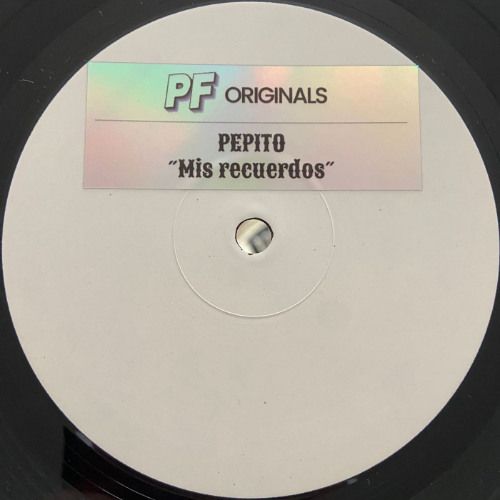 PF ORIGINALS
PEPITO
"Mis recuerdos"